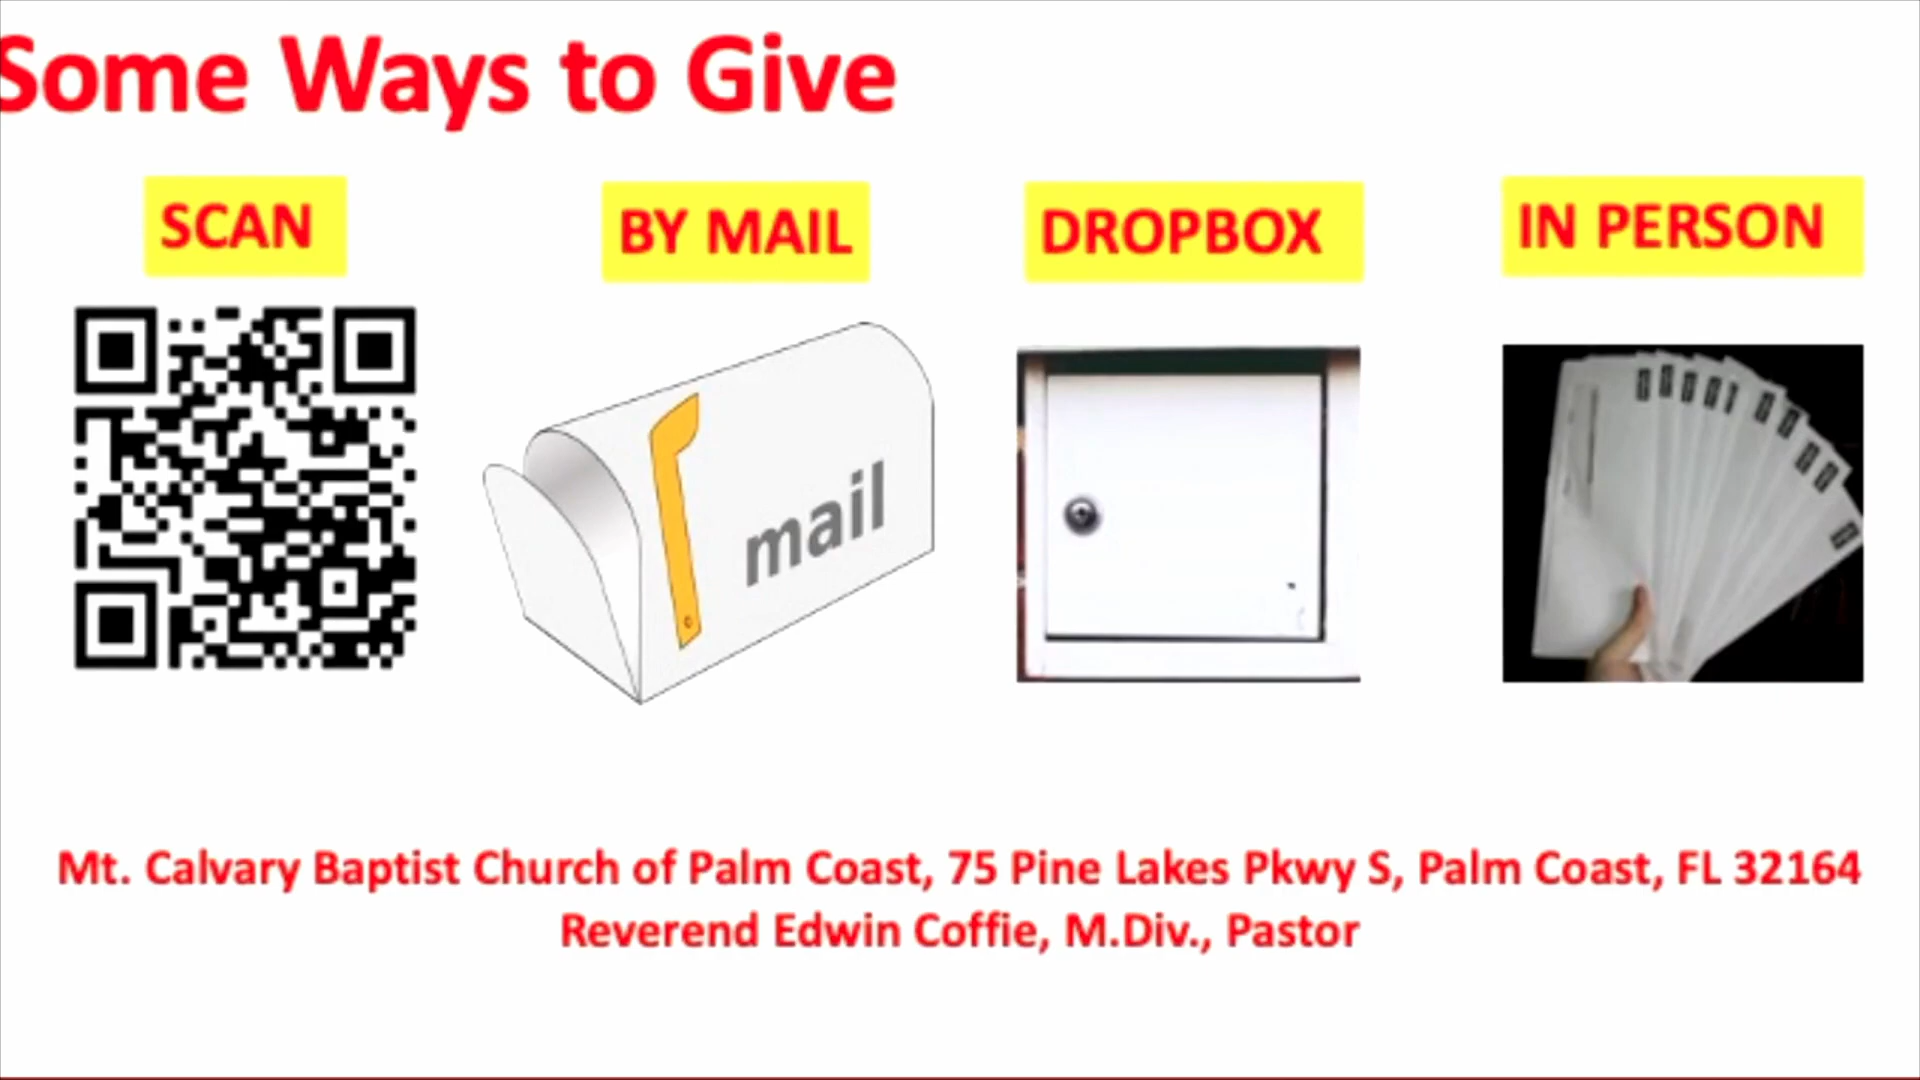 Some Ways to Give
SCAN
BY MAIL
DROPBOX
IN PERSON
mail
Mt. Calvary Baptist Church of Palm Coast, 75 Pine Lakes Pkwy S, Palm Coast, FL 32164
Reverend Edwin Coffie, M.Div., Pastor